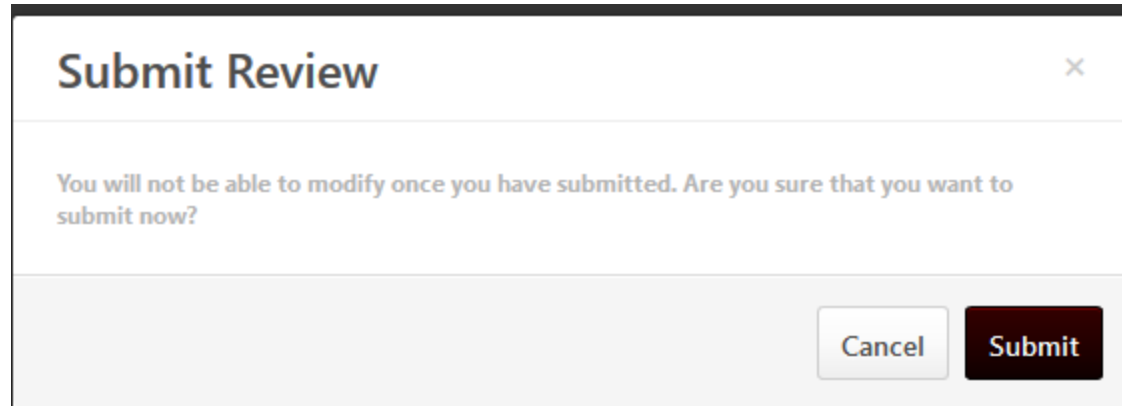 Submit Review
×
You will not be able to modify once you have submitted. Are you sure that you want to
submit now?
Cancel
Submit